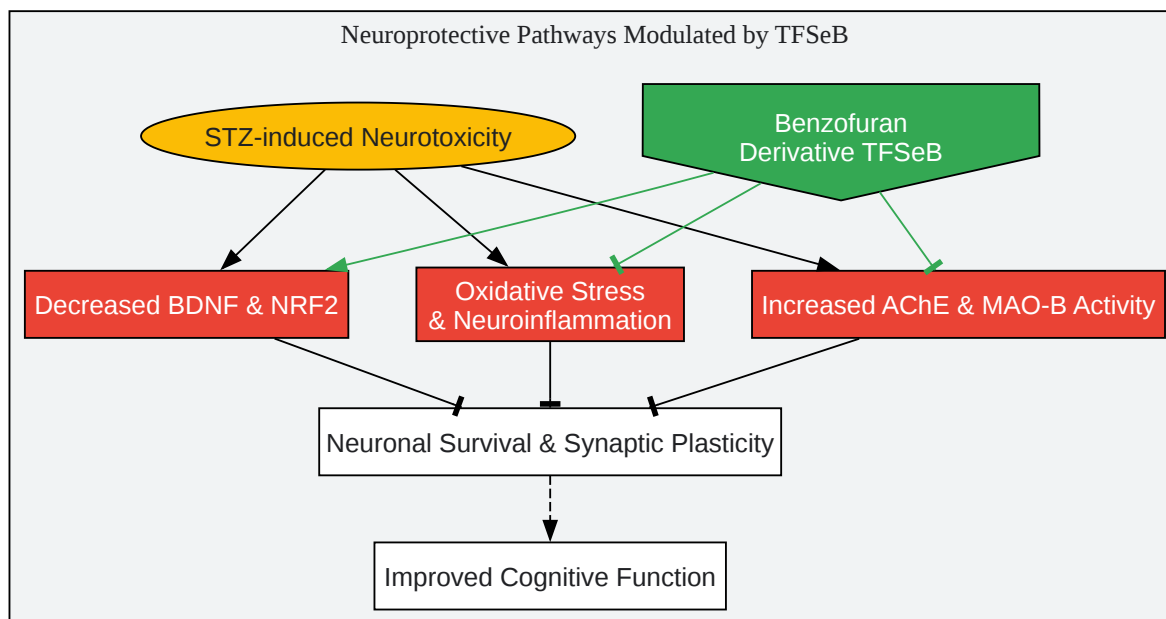 Neuroprotective Pathways Modulated by TFSeB
STZ-induced Neurotoxicity
Benzofuran
Derivative TFSeB
Decreased BDNF & NRF2
Oxidative Stress
& Neuroinflammation
Increased AChE & MAO-B Activity
Neuronal Survival & Synaptic Plasticity
Improved Cognitive Function